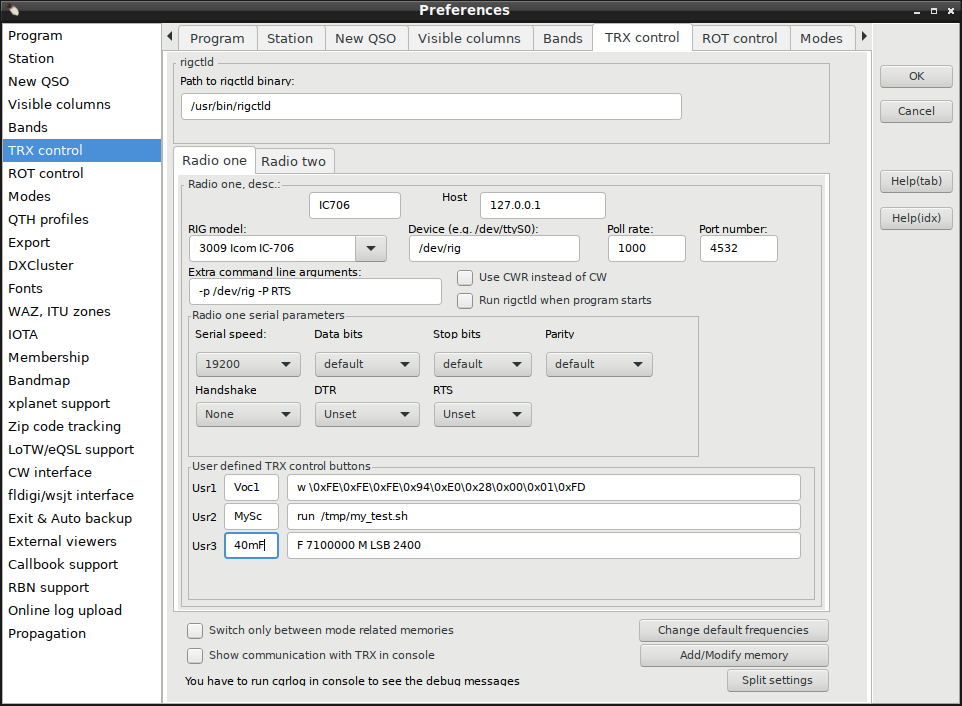 Preferences
Program
Station
New QSO
Visible columns
Bands
TRX control
ROT control
Modes
QTH profiles
Export
DXCluster
Fonts
WAZ, ITU zones
IOTA
Membership
Bandmap
xplanet support
Zip code tracking
LoTW/eQSL support
CW interface
fldigi/wsjt interface
Exit & Auto backup
External viewers
Callbook support
RBN support
Online log upload
Propagation
Program Station New QSO Visible columns Bands TRX control ROT control Modes
rigctld
Path to rigctld binary:
/usr/bin/rigctld
Radio one Radio two
Radio one, desc.:
IC706 Host 127.0.0.1
RIG model: Device (e.g. /dev/ttyS0): Poll rate: Port number:
3009 Icom IC-706 /dev/rig 1000 4532
Extra command line arguments: Use CWR instead of CW
-p /dev/rig -P RTS Run rigctld when program starts
Radio one serial parameters
Serial speed: Data bits Stop bits Parity
19200 default default default
Handshake DTR RTS
None Unset Unset
User defined TRX control buttons
Usr1 Voc1 w \0xFE\0xFE\0xFE\0x94\0xE0\0x28\0x00\0x01\0xFD
Usr2 MySc run /tmp/my_test.sh
Usr3 40mF F 7100000 M LSB 2400
Switch only between mode related memories Change default frequencies
Show communication with TRX in console Add/Modify memory
You have to run cqrlog in console to see the debug messages Split settings
OK
Cancel
Help(tab)
Help(idx)